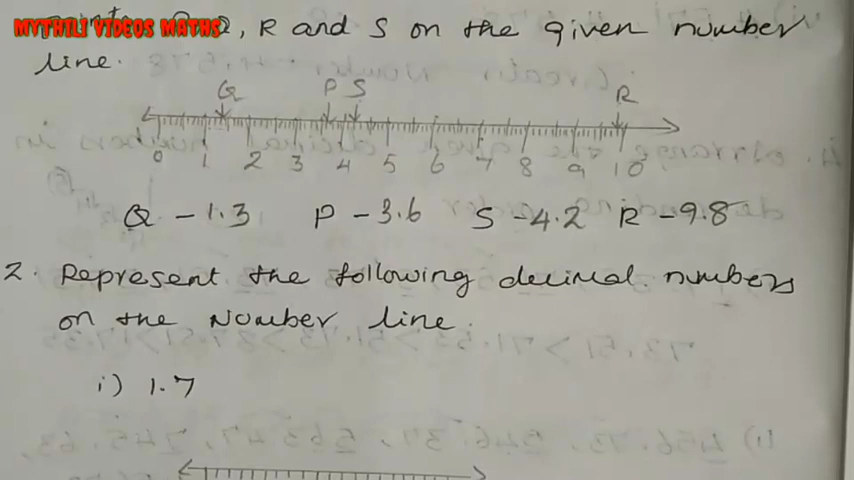 MYTHILI VIDEOS MATHS
R and S on the given number
line.
Q P S R
0 1 2 3 4 5 6 7 8 9 10
Q - 1.3 P - 3.6 S - 4.2 R - 9.8
2. Represent the following decimal numbers
on the Number line.
i) 1.7